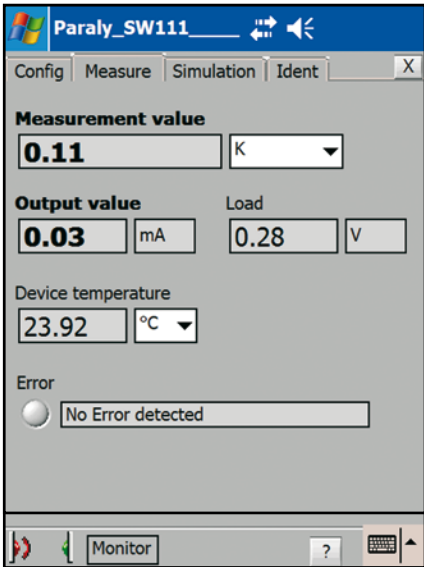 Paraly_SW111____
Config Measure Simulation Ident X
Measurement value
0.11 K
Output value Load
0.03 mA 0.28 V
Device temperature
23.92 °C
Error
No Error detected
Monitor ?